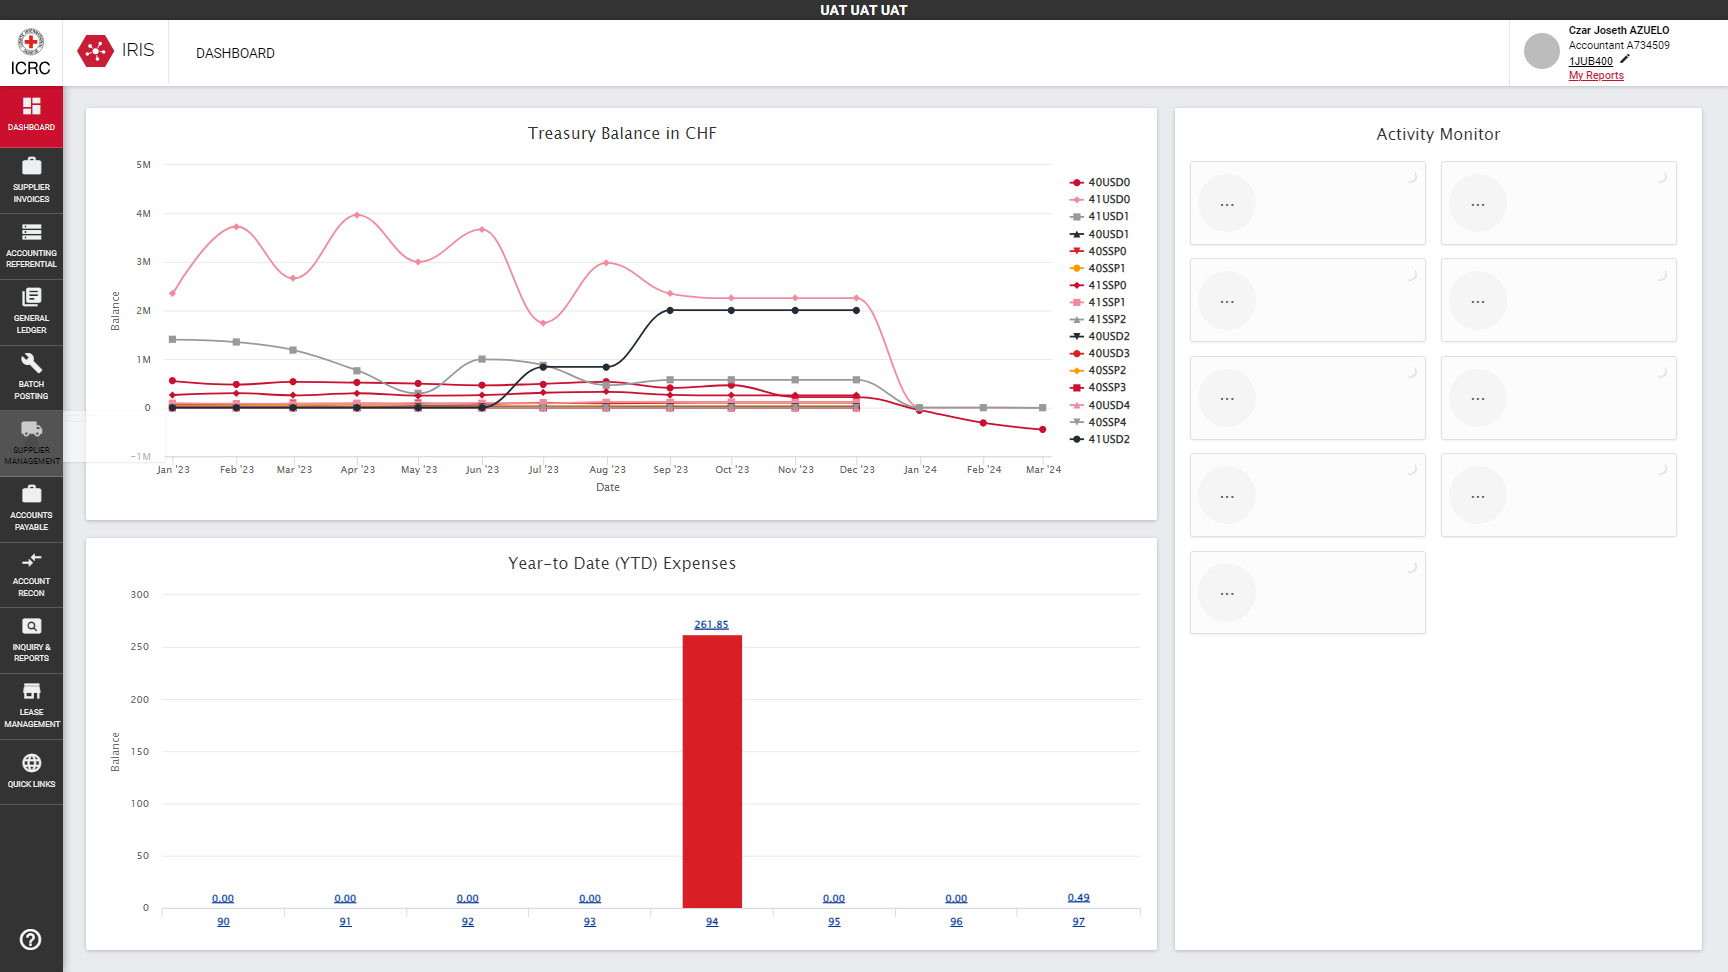 UAT UAT UAT
ICRC
IRIS
DASHBOARD
Czar Joseth AZUELO
Accountant A734509
1JUB400
My Reports
DASHBOARD
SUPPLIER
INVOICES
ACCOUNTING
REFERENTIAL
GENERAL
LEDGER
BATCH
POSTING
SUPPLIER
MANAGEMENT
ACCOUNTS
PAYABLE
ACCOUNT
RECON
INQUIRY &
REPORTS
LEASE
MANAGEMENT
QUICK LINKS
Treasury Balance in CHF
5M
4M
3M
2M
1M
0
-1M
Balance
Jan '23 Feb '23 Mar '23 Apr '23 May '23 Jun '23 Jul '23 Aug '23 Sep '23 Oct '23 Nov '23 Dec '23 Jan '24 Feb '24 Mar '24
Date
40USD0
41USD0
41USD1
40USD1
40SSP0
40SSP1
41SSP0
41SSP1
41SSP2
40USD2
40USD3
40SSP2
40SSP3
40USD4
40SSP4
41USD2
Year-to Date (YTD) Expenses
300
250
200
150
100
50
0
Balance
261.85
0.00 0.00 0.00 0.00 0.00 0.00 0.49
90 91 92 93 94 95 96 97
Activity Monitor
... ...
... ...
... ...
... ...
...